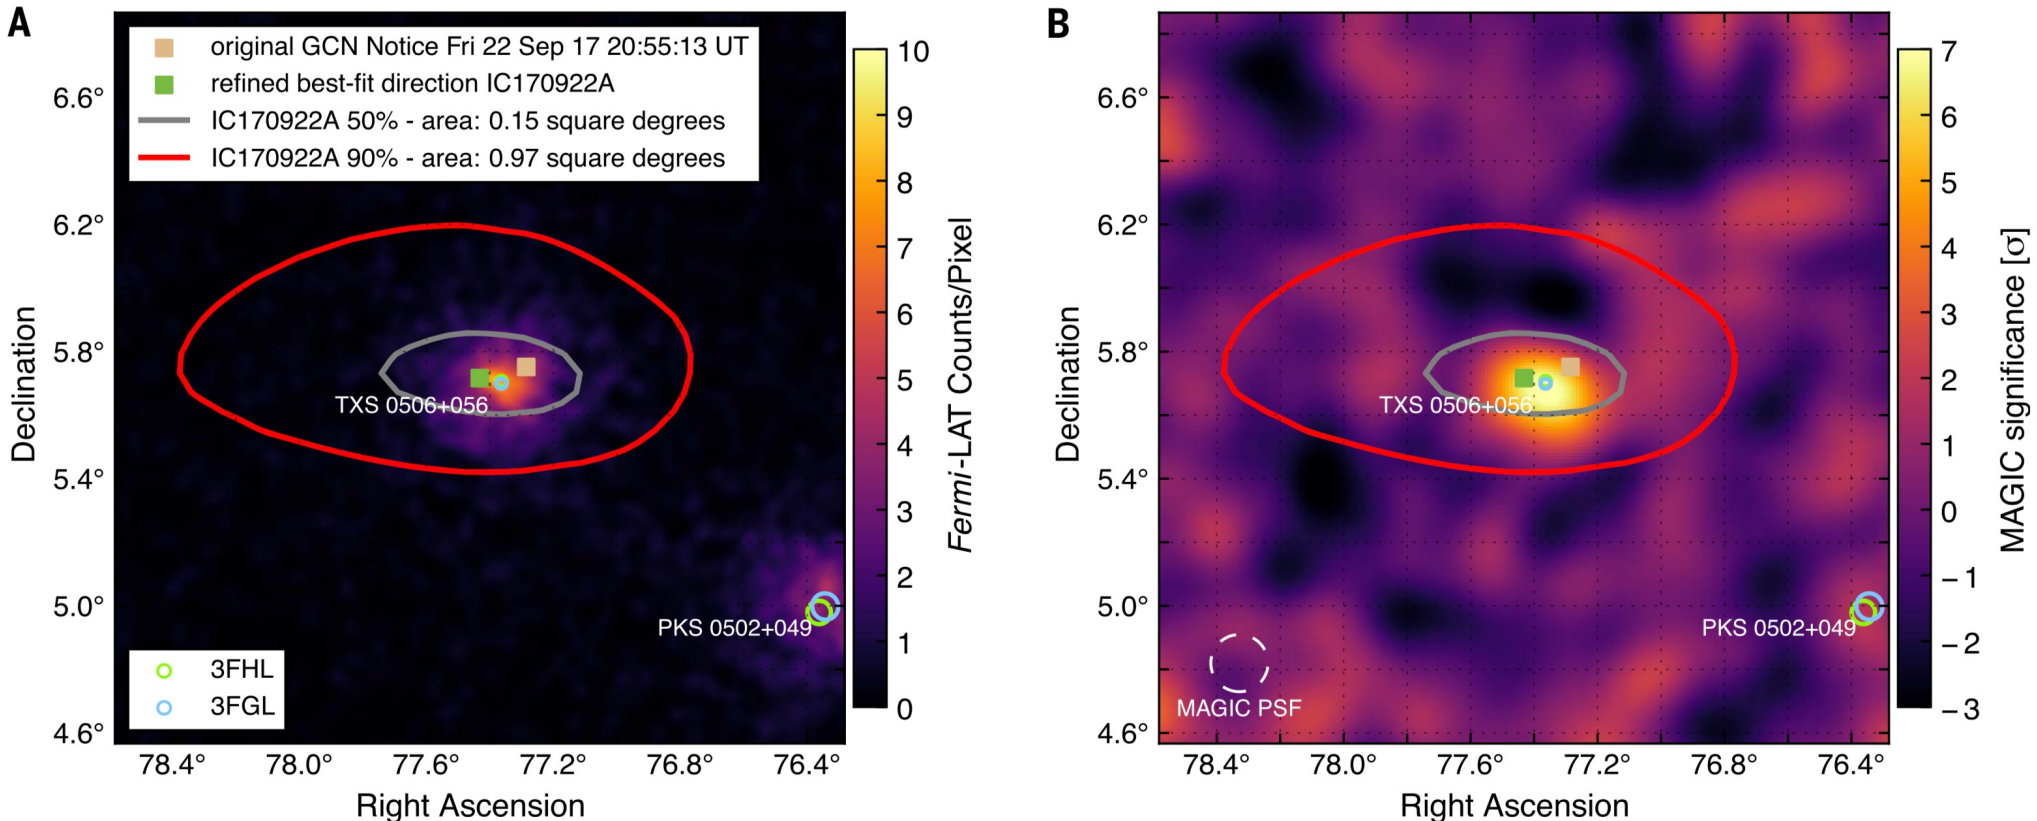 A
original GCN Notice Fri 22 Sep 17 20:55:13 UT
refined best-fit direction IC170922A
IC170922A 50% - area: 0.15 square degrees
IC170922A 90% - area: 0.97 square degrees
6.6°
6.2°
5.8°
5.4°
5.0°
4.6°
Declination
TXS 0506+056
PKS 0502+049
3FHL
3FGL
78.4° 78.0° 77.6° 77.2° 76.8° 76.4°
Right Ascension
10
9
8
7
6
5
4
3
2
1
0
Fermi-LAT Counts/Pixel
B
6.6°
6.2°
5.8°
5.4°
5.0°
4.6°
Declination
TXS 0506+056
PKS 0502+049
MAGIC PSF
78.4° 78.0° 77.6° 77.2° 76.8° 76.4°
Right Ascension
7
6
5
4
3
2
1
0
−1
−2
−3
MAGIC significance [σ]